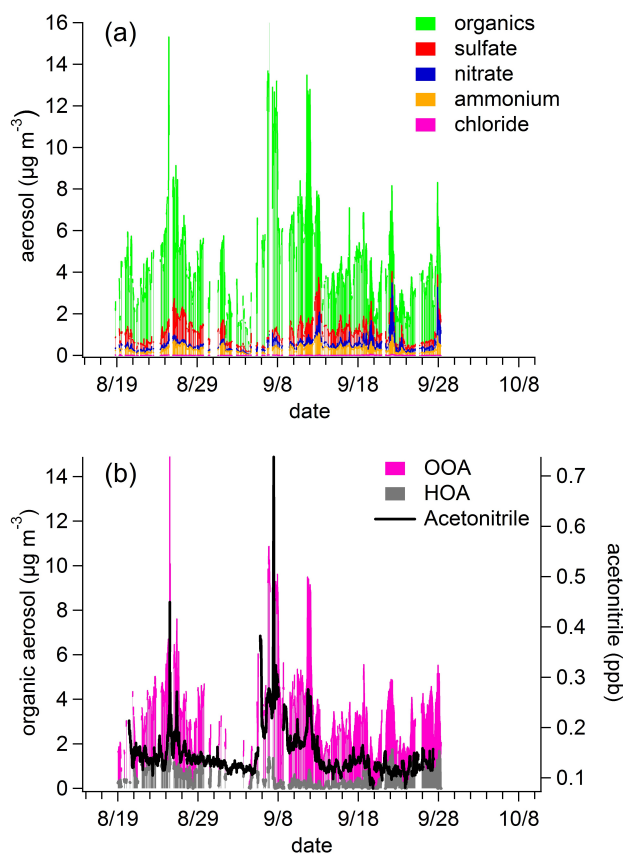 (a)
organics
sulfate
nitrate
ammonium
chloride
aerosol (µg m⁻³)
16
14
12
10
8
6
4
2
0
8/19 8/29 9/8 9/18 9/28 10/8
date
(b)
OOA
HOA
Acetonitrile
organic aerosol (µg m⁻³)
14
12
10
8
6
4
2
0
0.7
0.6
0.5
0.4
0.3
0.2
0.1
acetonitrile (ppb)
8/19 8/29 9/8 9/18 9/28 10/8
date